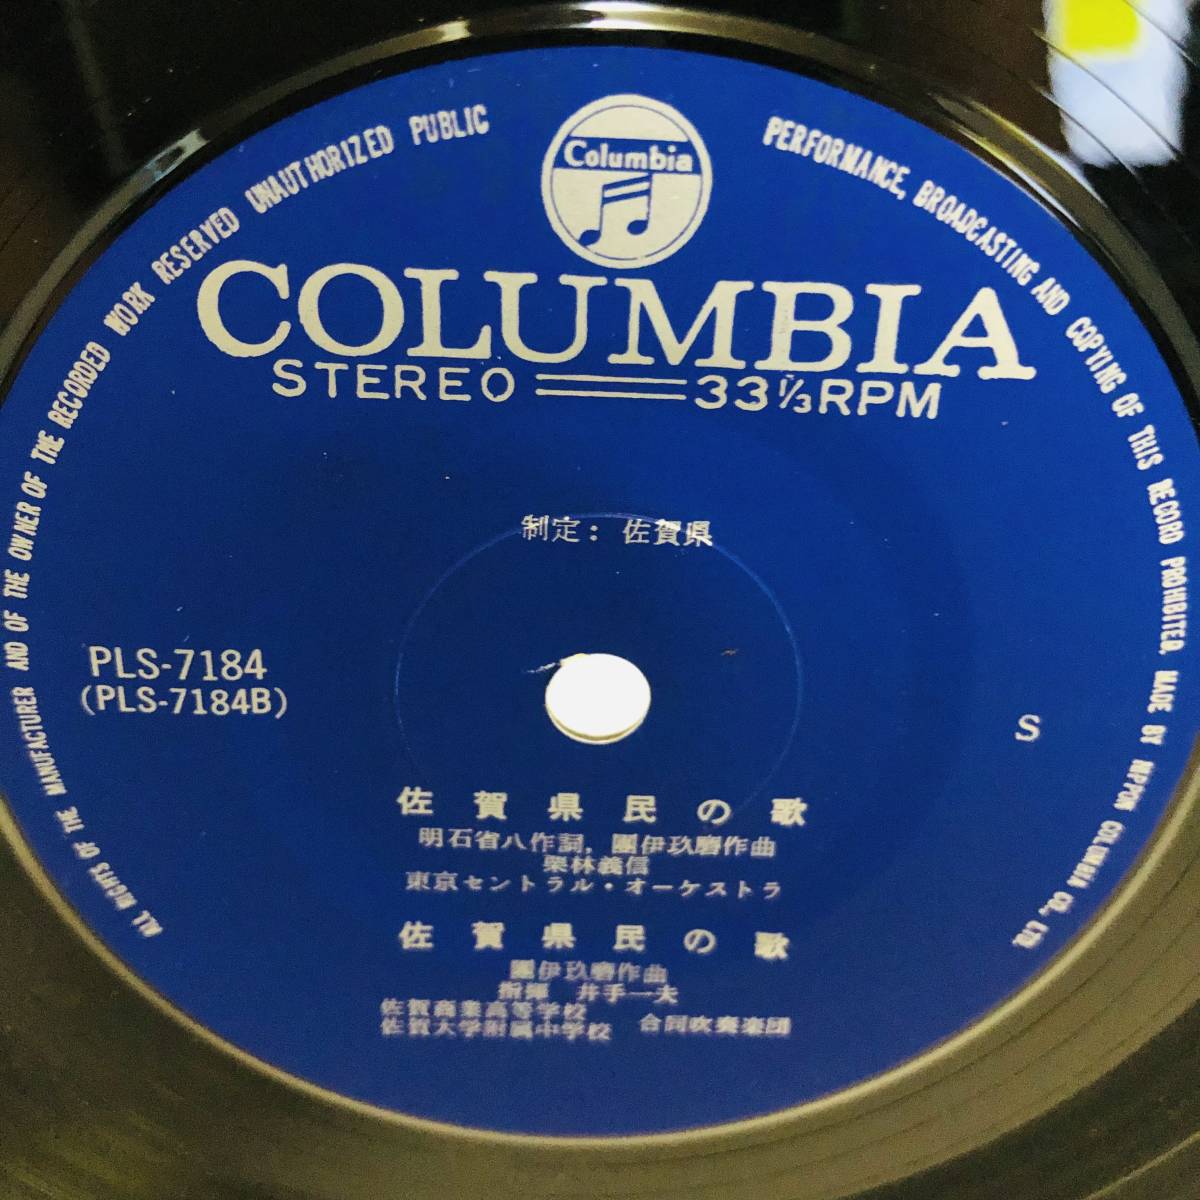 ALL RIGHTS OF THE MANUFACTURER AND OF THE OWNER OF THE RECORDED WORK RESERVED UNAUTHORIZED PUBLIC PERFORMANCE, BROADCASTING AND COPYING OF THIS RECORD PROHIBITED. MADE BY NIPPON COLUMBIA CO., LTD.
Columbia
COLUMBIA
STEREO 33 1/3 RPM
制定: 佐賀県
PLS-7184
(PLS-7184B)
S
佐賀県民の歌
明石省八作詞, 團伊玖磨作曲
栗林義信
東京セントラル・オーケストラ
佐賀県民の歌
團伊玖磨作曲
指揮 井手一夫
佐賀商業高等学校
佐賀大学附属中学校 合同吹奏楽団